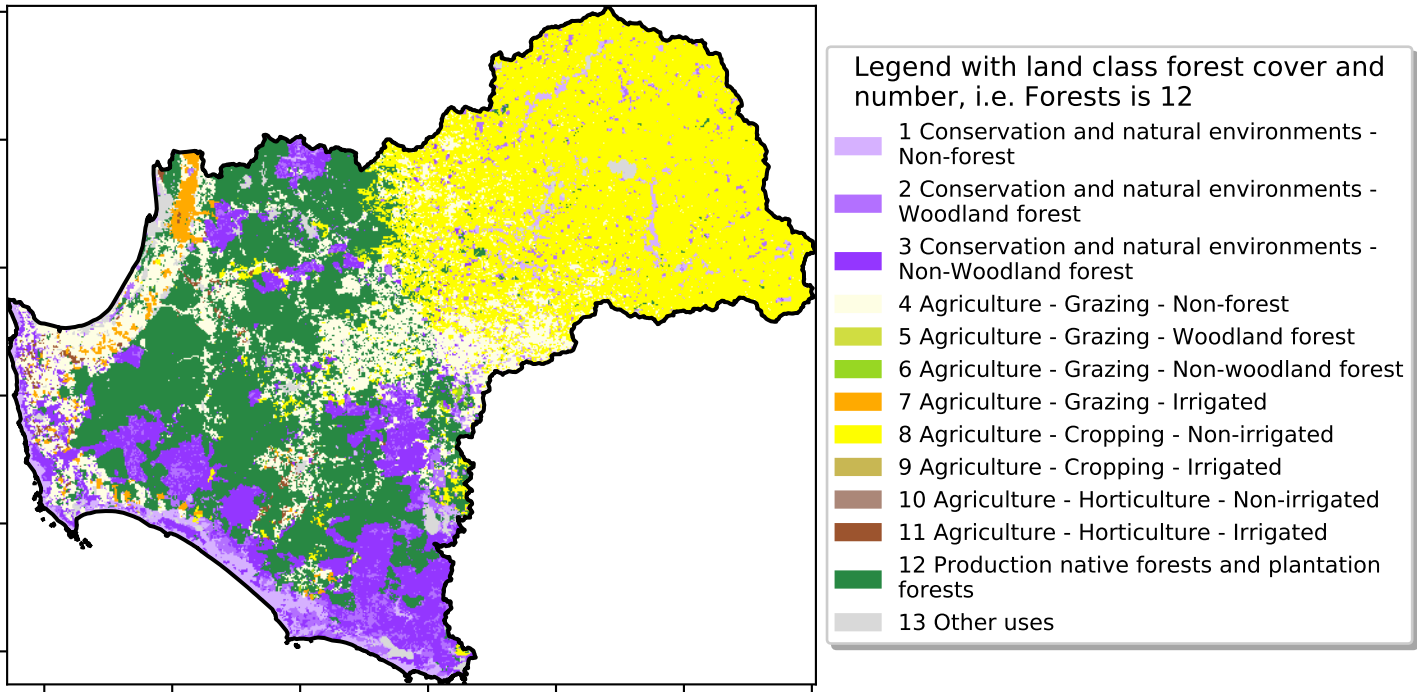 Legend with land class forest cover and
number, i.e. Forests is 12
1 Conservation and natural environments -
Non-forest
2 Conservation and natural environments -
Woodland forest
3 Conservation and natural environments -
Non-Woodland forest
4 Agriculture - Grazing - Non-forest
5 Agriculture - Grazing - Woodland forest
6 Agriculture - Grazing - Non-woodland forest
7 Agriculture - Grazing - Irrigated
8 Agriculture - Cropping - Non-irrigated
9 Agriculture - Cropping - Irrigated
10 Agriculture - Horticulture - Non-irrigated
11 Agriculture - Horticulture - Irrigated
12 Production native forests and plantation
forests
13 Other uses